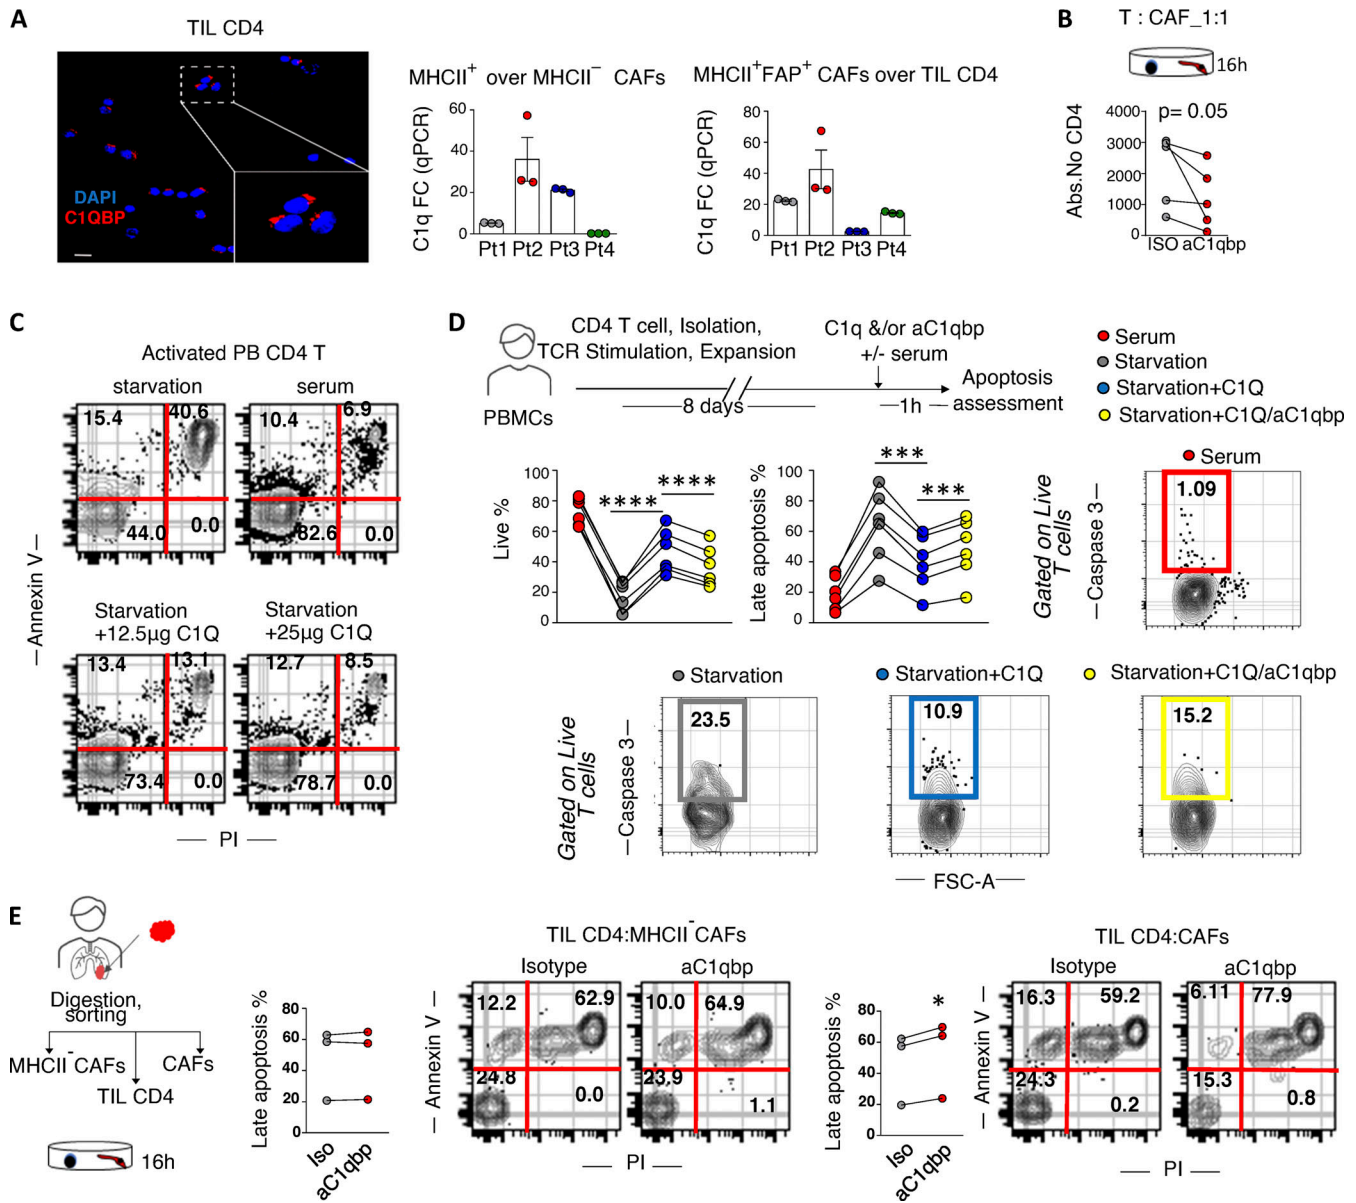 A
TIL CD4
DAPI
C1QBP
MHCII+ over MHCII− CAFs
C1q FC (qPCR)
60
40
20
0
Pt1 Pt2 Pt3 Pt4
MHCII+FAP+ CAFs over TIL CD4
C1q FC (qPCR)
80
60
40
20
0
Pt1 Pt2 Pt3 Pt4
B
T : CAF_1:1
16h
p= 0.05
Abs.No CD4
4000
3000
2000
1000
0
ISO aC1qbp
C
Activated PB CD4 T
starvation
15.4 40.6
44.0 0.0
serum
10.4 6.9
82.6 0.0
Starvation
+12.5µg C1Q
13.4 13.1
73.4 0.0
Starvation
+25µg C1Q
12.7 8.5
78.7 0.0
— Annexin V —
— PI —
D
CD4 T cell, Isolation,
TCR Stimulation, Expansion
C1q &/or aC1qbp
+/- serum
PBMCs
8 days
1h
Apoptosis
assessment
Serum
Starvation
Starvation+C1Q
Starvation+C1Q/aC1qbp
Live %
100
80
60
40
20
0
**** ****
Late apoptosis %
100
80
60
40
20
0
***
***
Serum
Gated on Live
T cells
—Caspase 3—
1.09
Starvation
Gated on Live
T cells
—Caspase 3—
23.5
Starvation+C1Q
10.9
Starvation+C1Q/aC1qbp
15.2
— FSC-A —
E
Digestion,
sorting
MHCII− CAFs
CAFs
TIL CD4
16h
Late apoptosis %
80
60
40
20
0
Iso
aC1qbp
TIL CD4:MHCII−CAFs
Isotype
12.2 62.9
24.8 0.0
aC1qbp
10.0 64.9
23.9 1.1
— Annexin V —
— PI —
Late apoptosis %
80
60
40
20
0
*
Iso
aC1qbp
TIL CD4:CAFs
Isotype
16.3 59.2
24.3 0.2
aC1qbp
6.11 77.9
15.3 0.8
— Annexin V —
— PI —